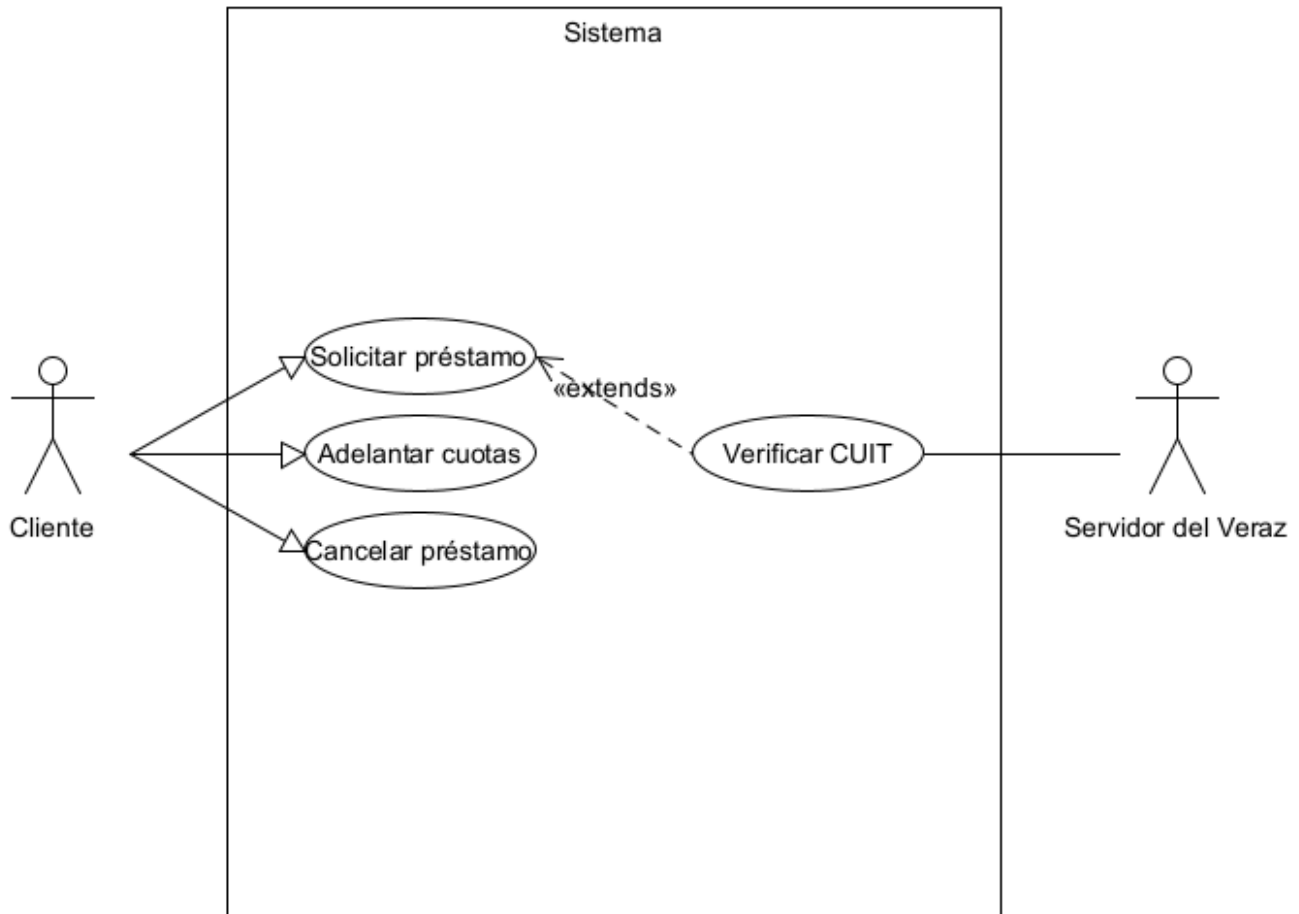 Sistema
Solicitar préstamo
«extends»
Adelantar cuotas
Verificar CUIT
Cliente
Servidor del Veraz
Cancelar préstamo